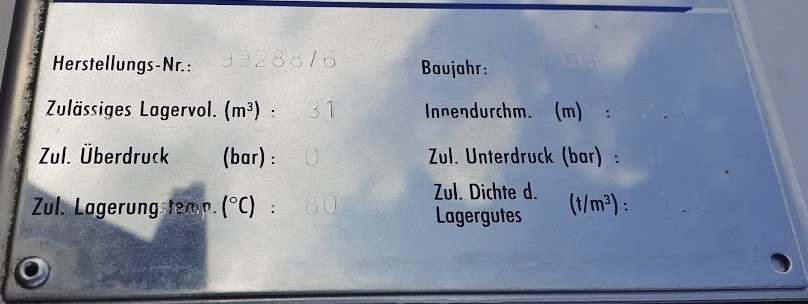 Herstellungs-Nr.: 99288/6 Baujahr: 1999
Zulässiges Lagervol. (m³) : 31 Innendurchm. (m) :
Zul. Überdruck (bar) : 0 Zul. Unterdruck (bar) :
Zul. Lagerungstemp. (°C) : 80 Zul. Dichte d. Lagergutes (t/m³) :